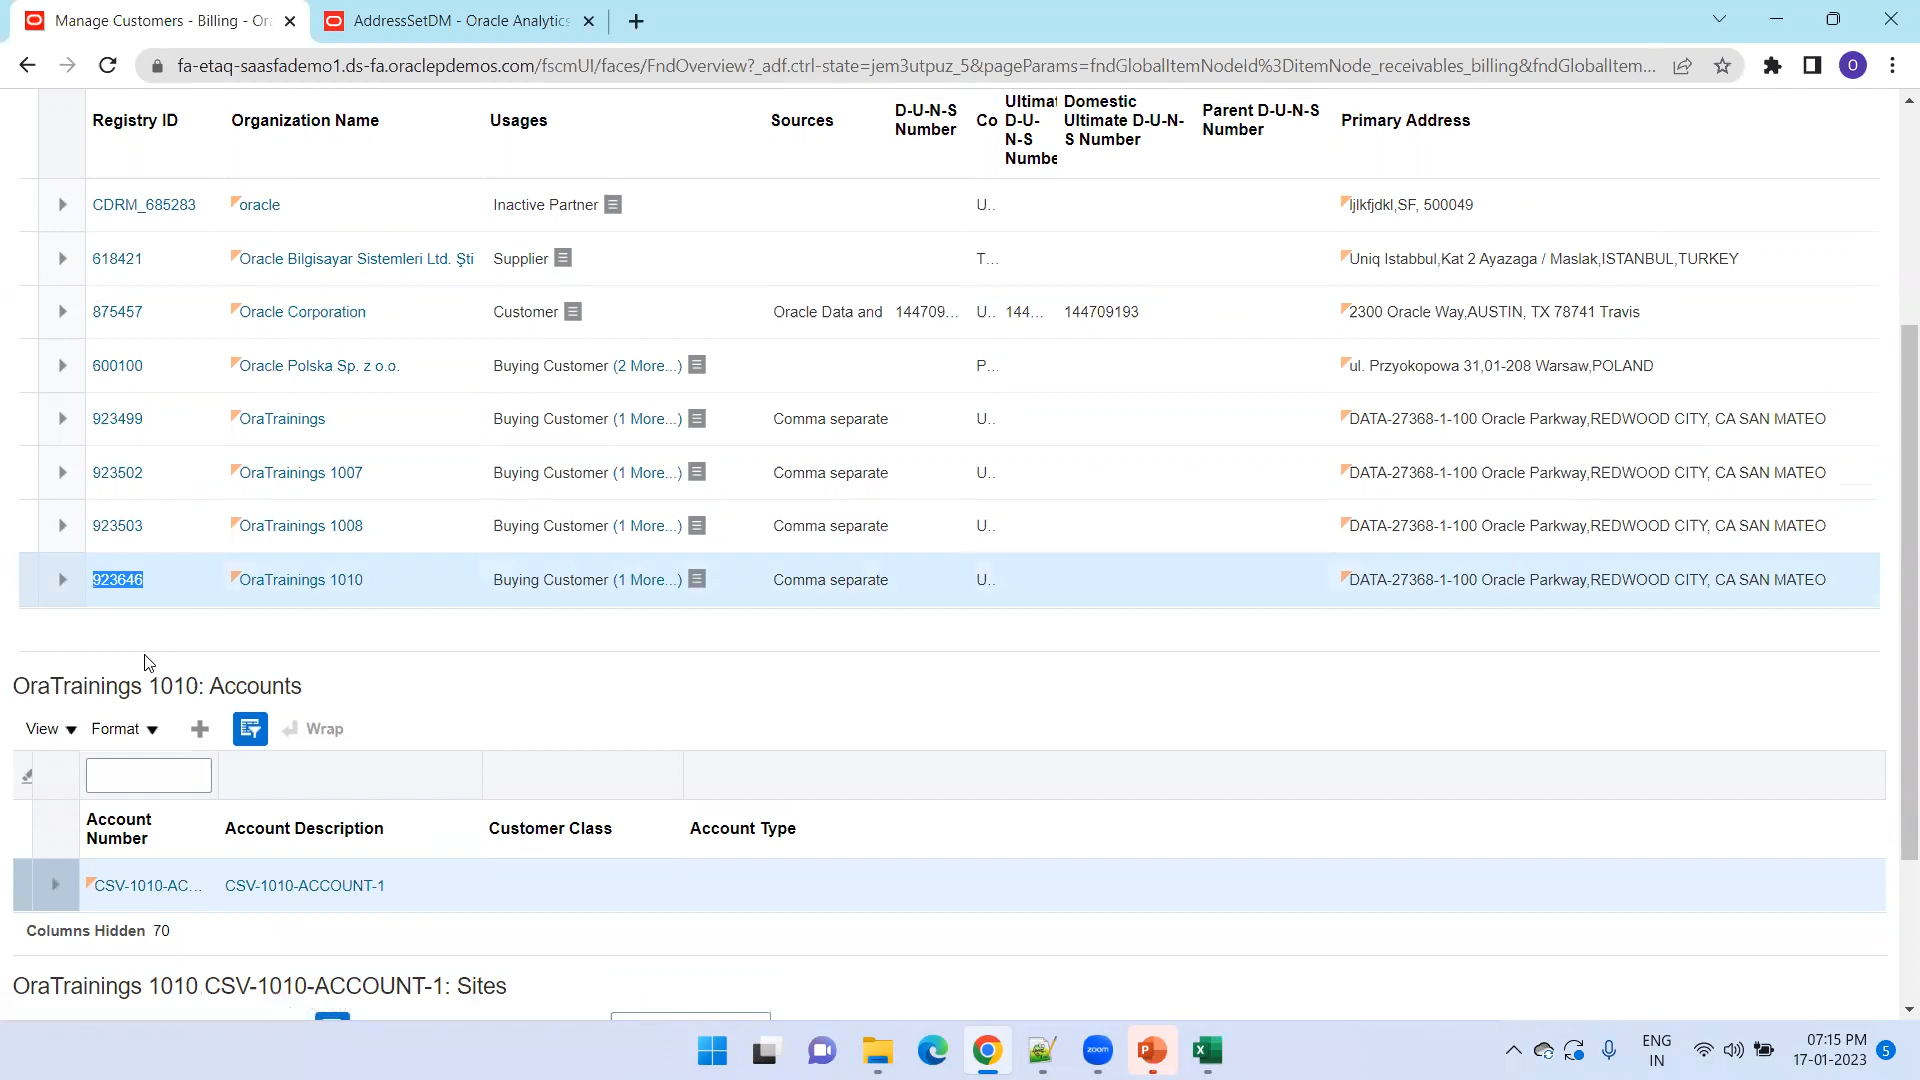 Manage Customers - Billing - Or
AddressSetDM - Oracle Analytics
fa-etaq-saasfademo1.ds-fa.oraclepdemos.com/fscmUI/faces/FndOverview?_adf.ctrl-state=jem3utpuz_5&pageParams=fndGlobalItemNodeId%3DitemNode_receivables_billing&fndGlobalItem...
O
Registry ID Organization Name Usages Sources D-U-N-S Number Co Ultimat D-U-N-S Numbe Domestic Ultimate D-U-N-S Number Parent D-U-N-S Number Primary Address
CDRM_685283 oracle Inactive Partner U.. ljlkfjdkl,SF, 500049
618421 Oracle Bilgisayar Sistemleri Ltd. Şti Supplier T... Uniq Istabbul,Kat 2 Ayazaga / Maslak,ISTANBUL,TURKEY
875457 Oracle Corporation Customer Oracle Data and 144709... U.. 144... 144709193 2300 Oracle Way,AUSTIN, TX 78741 Travis
600100 Oracle Polska Sp. z o.o. Buying Customer (2 More...) P... ul. Przyokopowa 31,01-208 Warsaw,POLAND
923499 OraTrainings Buying Customer (1 More...) Comma separate U.. DATA-27368-1-100 Oracle Parkway,REDWOOD CITY, CA SAN MATEO
923502 OraTrainings 1007 Buying Customer (1 More...) Comma separate U.. DATA-27368-1-100 Oracle Parkway,REDWOOD CITY, CA SAN MATEO
923503 OraTrainings 1008 Buying Customer (1 More...) Comma separate U.. DATA-27368-1-100 Oracle Parkway,REDWOOD CITY, CA SAN MATEO
923646 OraTrainings 1010 Buying Customer (1 More...) Comma separate U.. DATA-27368-1-100 Oracle Parkway,REDWOOD CITY, CA SAN MATEO
OraTrainings 1010: Accounts
View Format Wrap
Account Number Account Description Customer Class Account Type
CSV-1010-AC... CSV-1010-ACCOUNT-1
Columns Hidden 70
OraTrainings 1010 CSV-1010-ACCOUNT-1: Sites
zoom
ENG
IN
07:15 PM
17-01-2023
5